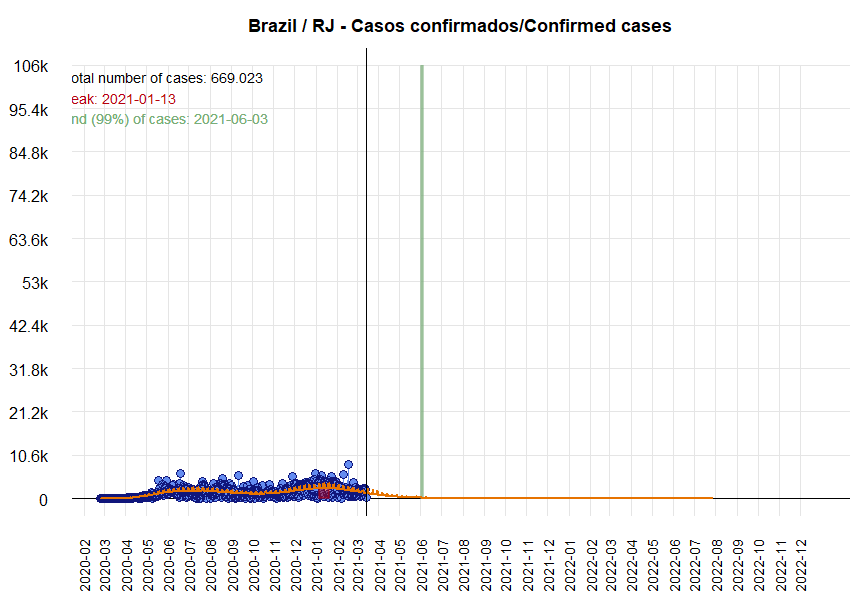 Brazil / RJ - Casos confirmados/Confirmed cases
106k
otal number of cases: 669.023
eak: 2021-01-13
95.4k
nd (99%) of cases: 2021-06-03
84.8k
74.2k
63.6k
53k
42.4k
31.8k
21.2k
10.6k
0
2020-02
2020-03
2020-04
2020-05
2020-06
2020-07
2020-08
2020-09
2020-10
2020-11
2020-12
2021-01
2021-02
2021-03
2021-04
2021-05
2021-06
2021-07
2021-08
2021-09
2021-10
2021-11
2021-12
2022-01
2022-02
2022-03
2022-04
2022-05
2022-06
2022-07
2022-08
2022-09
2022-10
2022-11
2022-12